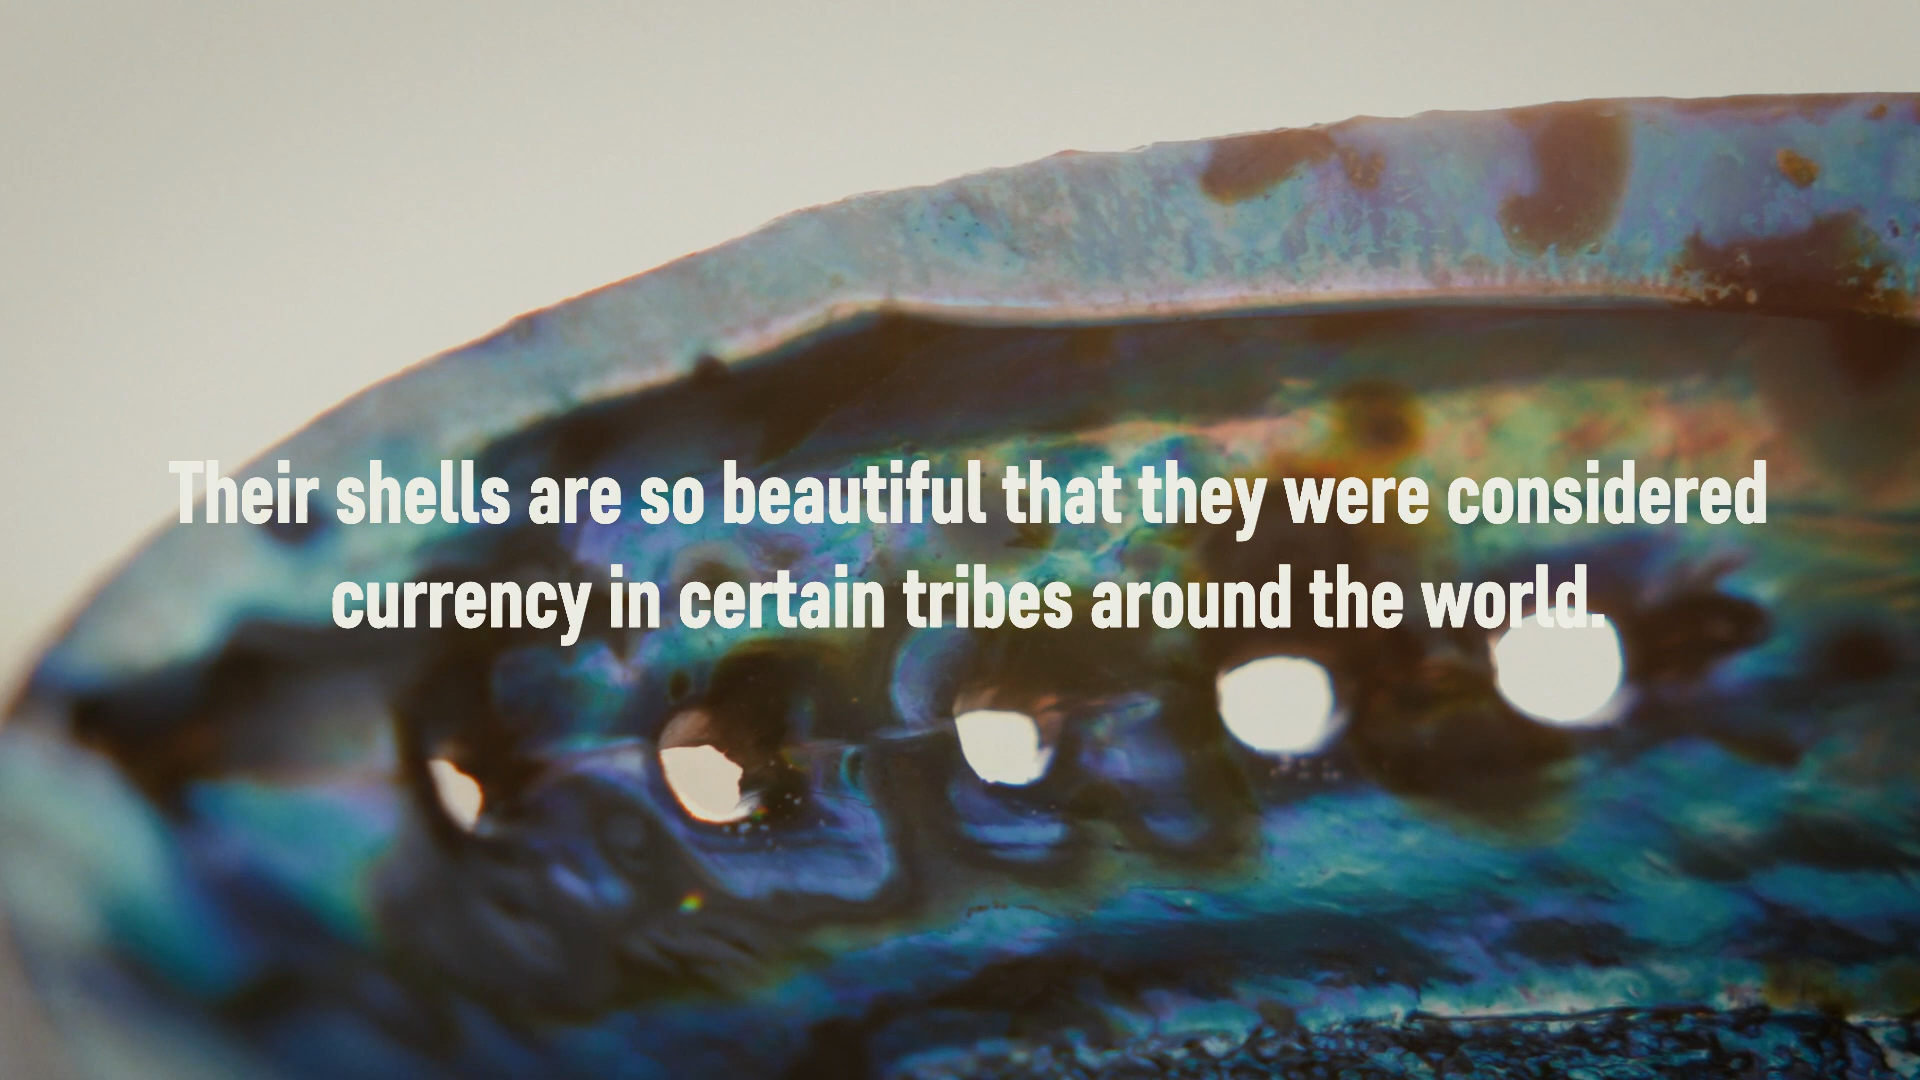 Their shells are so beautiful that they were considered
currency in certain tribes around the world.